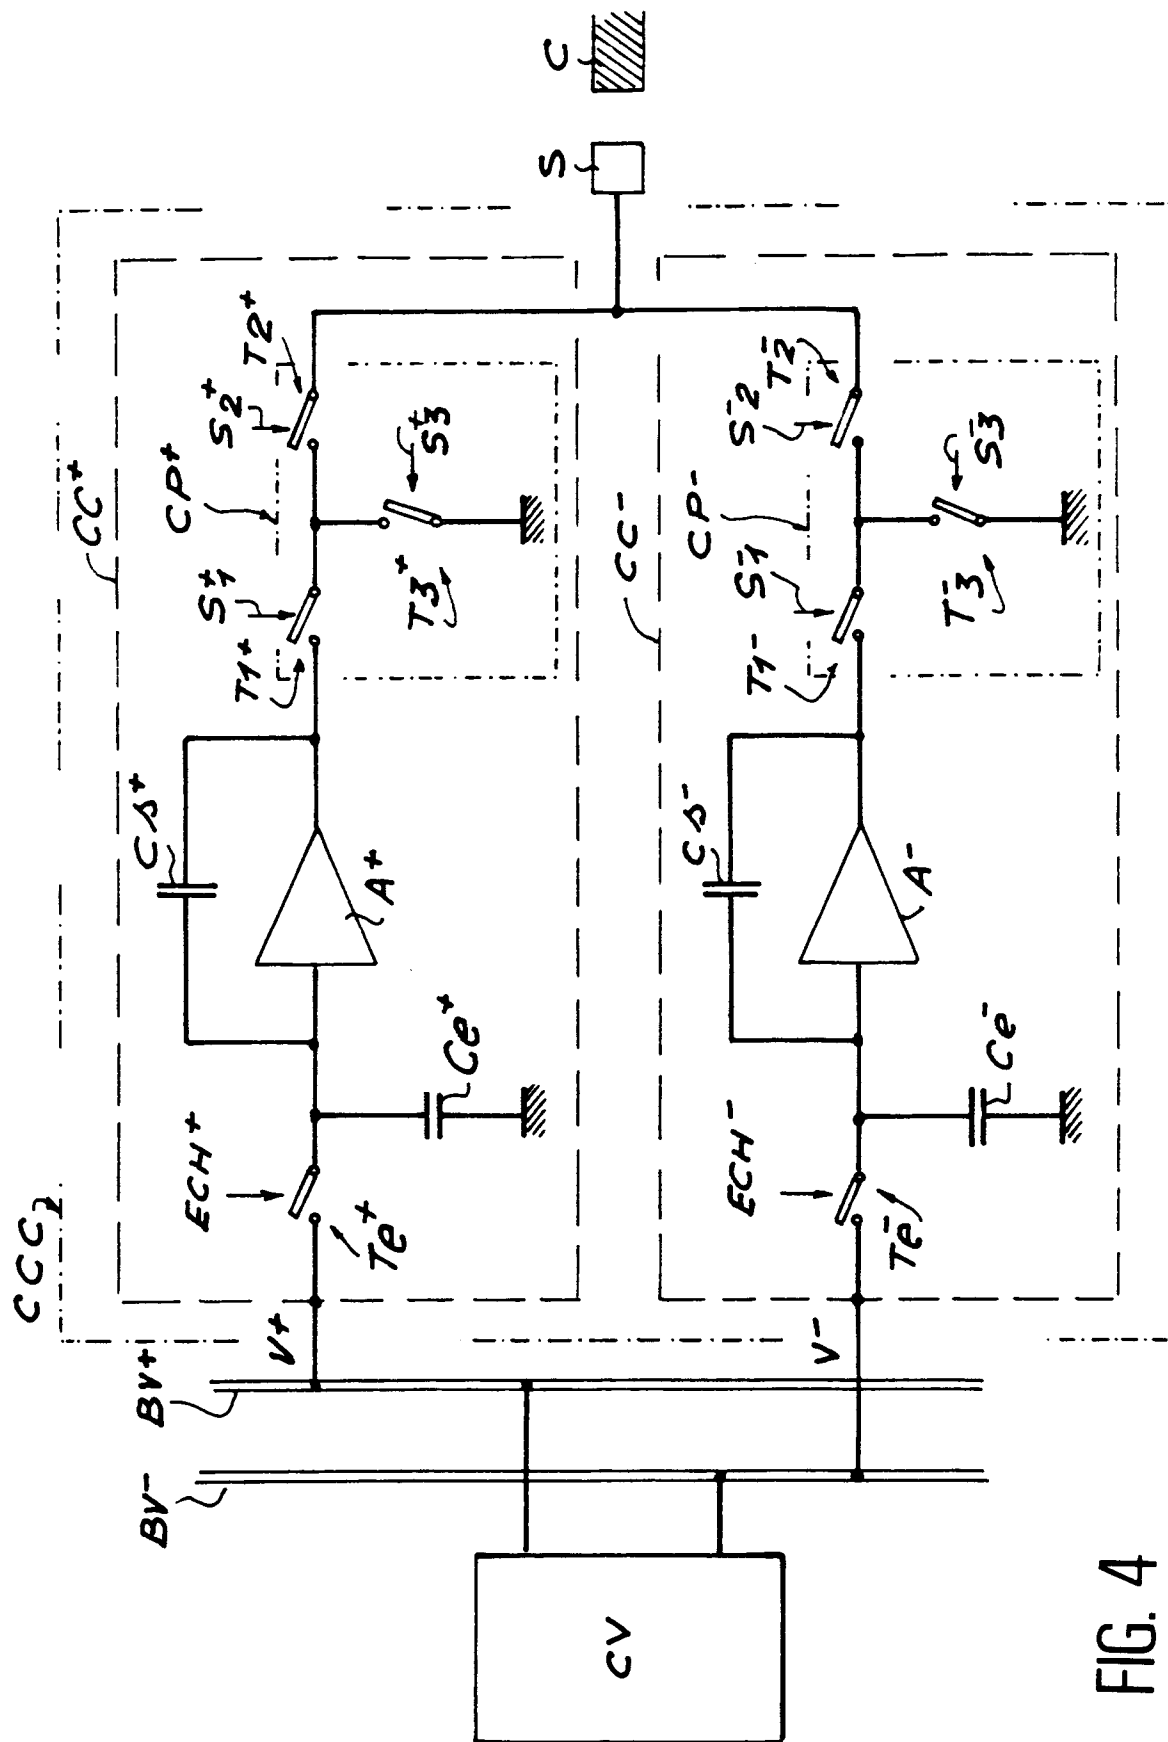 CCC
CC+
CP+
T2+
S2+
S1+
T1+
S3+
T3+
Cs+
A+
Ce+
ECH+
Te+
V+
BV+
BV-
CV
C
S
CC-
CP-
T2-
S2-
S1-
T1-
S3-
T3-
Cs-
A-
Ce-
ECH-
Te-
V-
FIG. 4